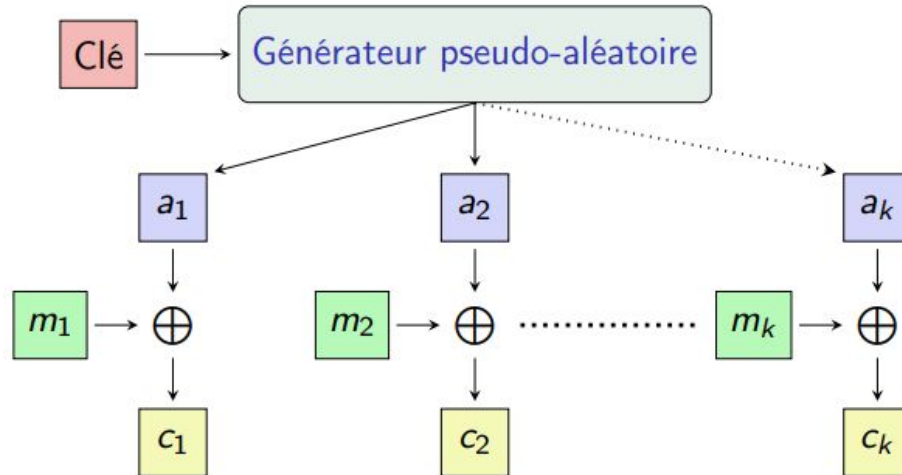 Clé
Générateur pseudo-aléatoire
a₁ a₂ aₖ
m₁ ⊕ m₂ ⊕ mₖ ⊕
c₁ c₂ cₖ